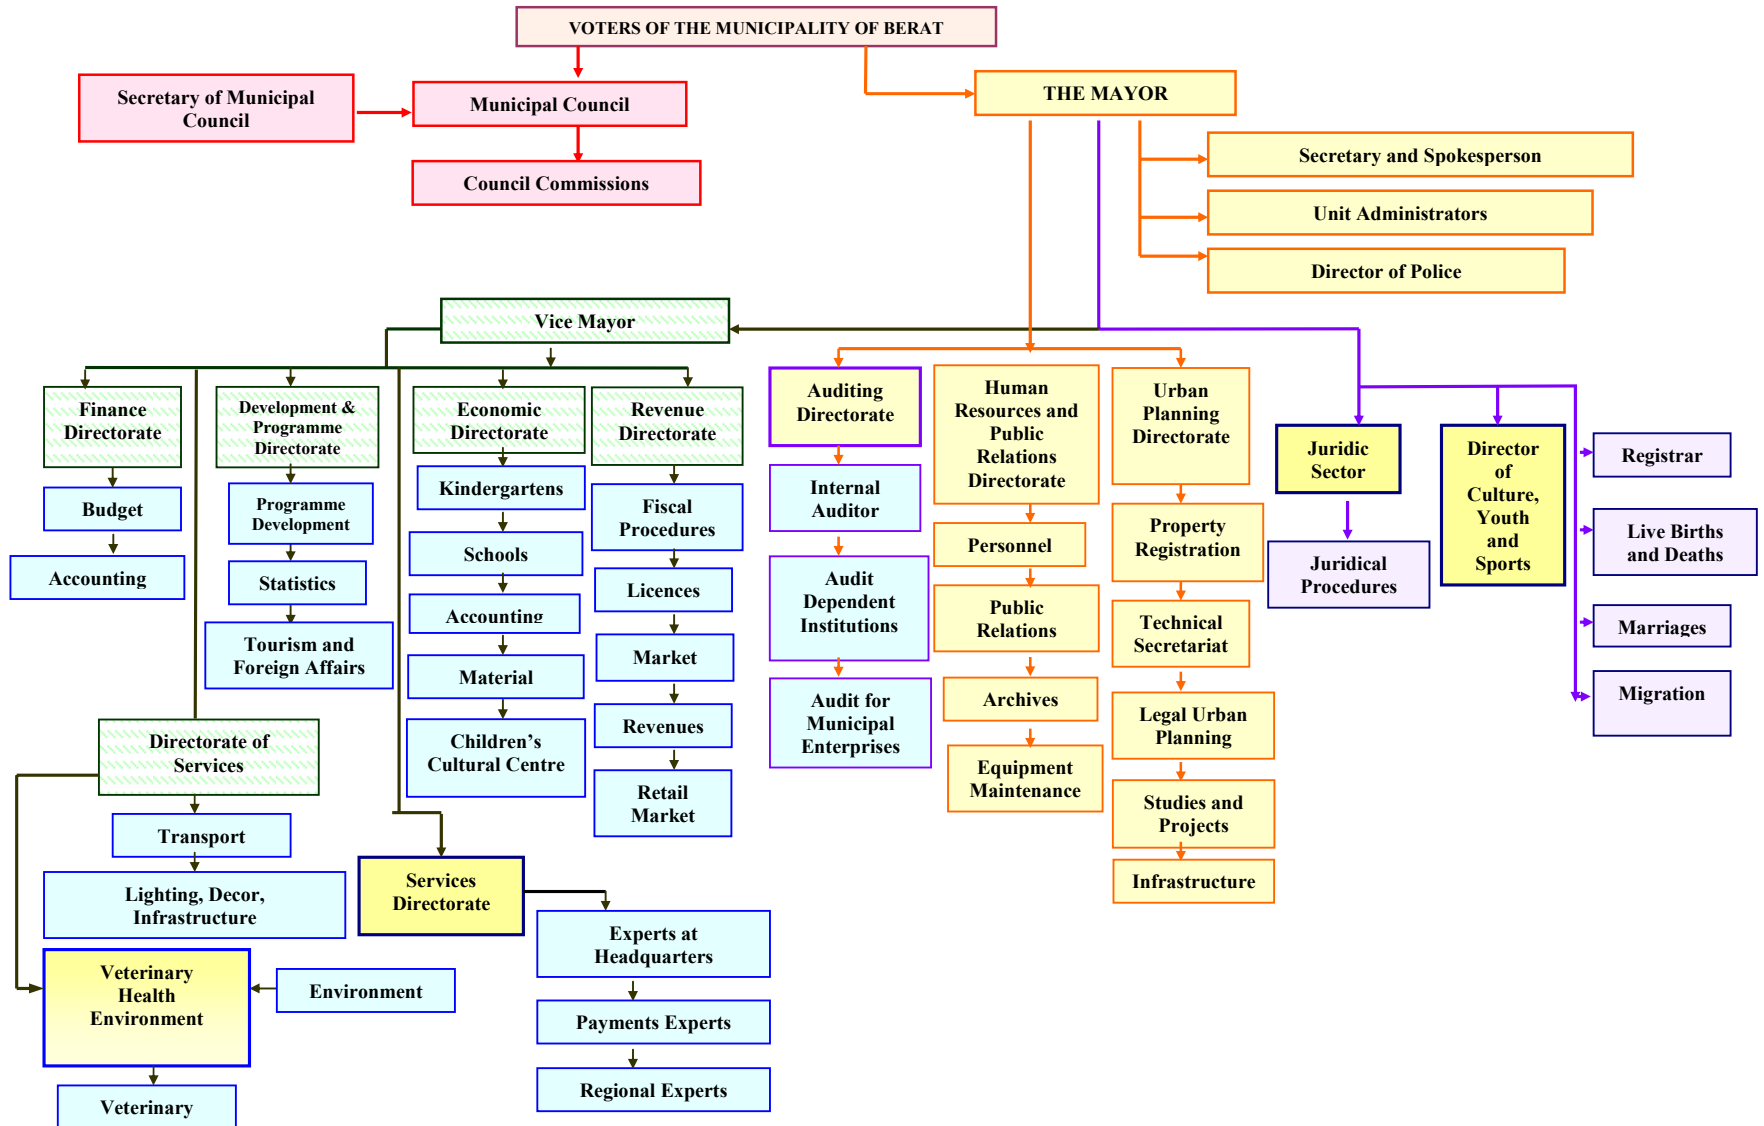 VOTERS OF THE MUNICIPALITY OF BERAT
Secretary of Municipal
Council
Municipal Council
THE MAYOR
Council Commissions
Secretary and Spokesperson
Unit Administrators
Director of Police
Vice Mayor
Finance
Directorate
Development &
Programme
Directorate
Economic
Directorate
Revenue
Directorate
Auditing
Directorate
Human
Resources and
Public
Relations
Directorate
Urban
Planning
Directorate
Juridic
Sector
Director
of
Culture,
Youth
and
Sports
Registrar
Live Births
and Deaths
Marriages
Migration
Budget
Accounting
Programme
Development
Statistics
Tourism and
Foreign Affairs
Kindergartens
Schools
Accounting
Material
Children's
Cultural Centre
Fiscal
Procedures
Licences
Market
Revenues
Retail
Market
Internal
Auditor
Audit
Dependent
Institutions
Audit for
Municipal
Enterprises
Personnel
Public
Relations
Archives
Equipment
Maintenance
Property
Registration
Technical
Secretariat
Legal Urban
Planning
Studies and
Projects
Infrastructure
Juridical
Procedures
Directorate of
Services
Transport
Lighting, Decor,
Infrastructure
Veterinary
Health
Environment
Environment
Veterinary
Services
Directorate
Experts at
Headquarters
Payments Experts
Regional Experts